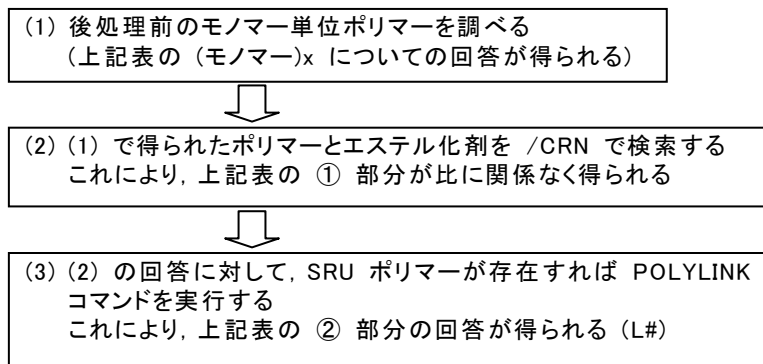 (1) 後処理前のモノマー単位ポリマーを調べる
(上記表の (モノマー)x についての回答が得られる)
(2) (1) で得られたポリマーとエステル化剤を /CRN で検索する
これにより, 上記表の ① 部分が比に関係なく得られる
(3) (2) の回答に対して, SRU ポリマーが存在すれば POLYLINK
コマンドを実行する
これにより, 上記表の ② 部分の回答が得られる (L#)